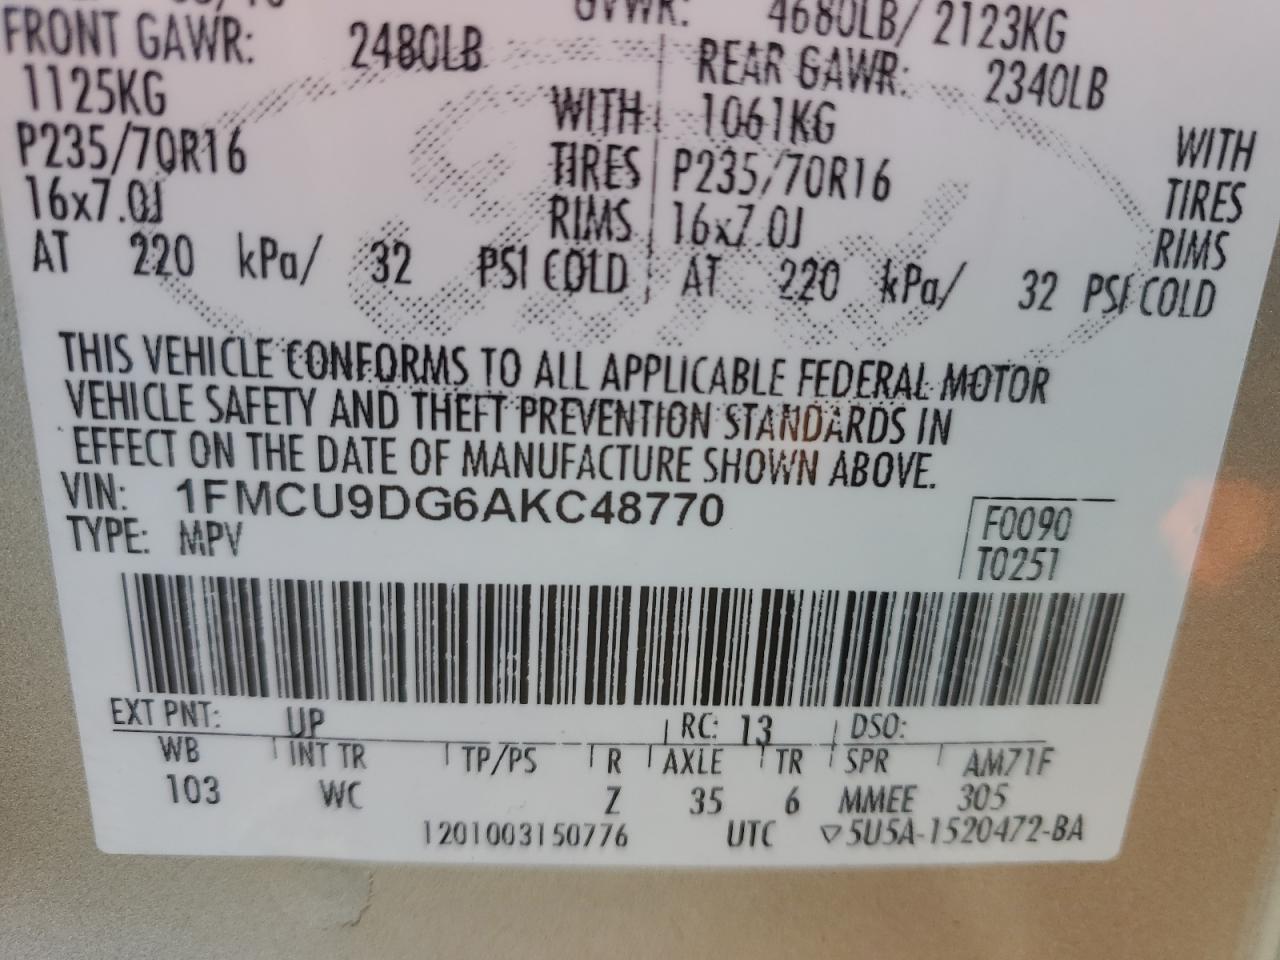 GVWR: 4680LB/ 2123KG
FRONT GAWR: 2480LB
1125KG WITH
P235/70R16 TIRES
16x7.0J RIMS
AT 220 kPa/ 32 PSI COLD
REAR GAWR: 2340LB
1061KG WITH
P235/70R16 TIRES
16x7.0J RIMS
AT 220 kPa/ 32 PSI COLD
THIS VEHICLE CONFORMS TO ALL APPLICABLE FEDERAL MOTOR
VEHICLE SAFETY AND THEFT PREVENTION STANDARDS IN
EFFECT ON THE DATE OF MANUFACTURE SHOWN ABOVE.
VIN: 1FMCU9DG6AKC48770
TYPE: MPV
F0090
T0251
EXT PNT: UP RC: 13 DSO:
WB INT TR TP/PS R AXLE TR SPR AM71F
103 WC Z 35 6 MMEE 305
1201003150776 UTC ▽5U5A-1520472-BA